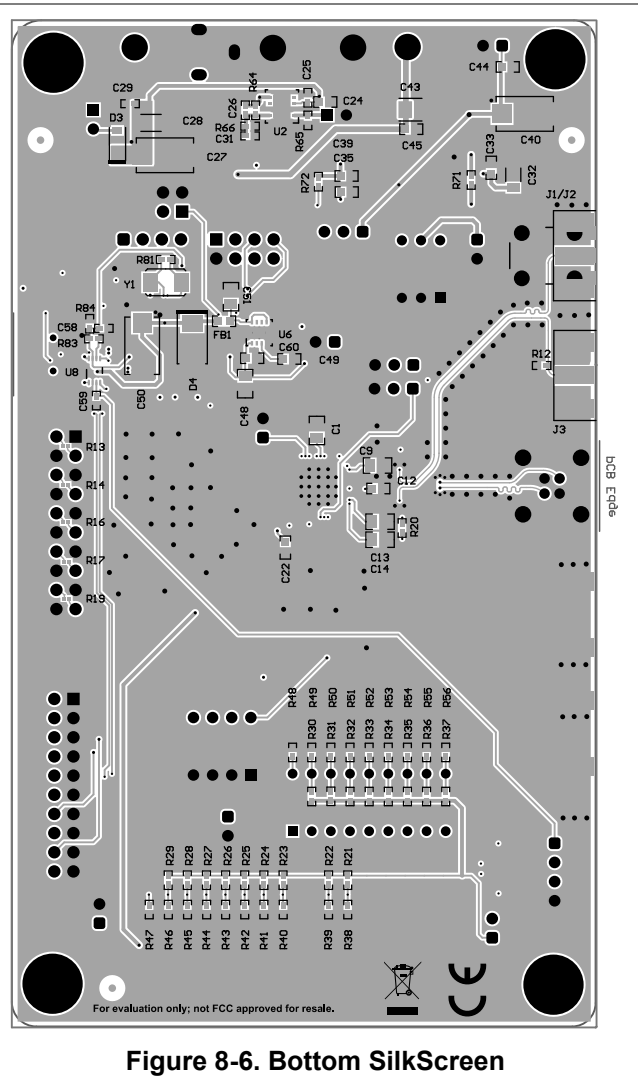 C44
C25
R64
C43
C29
C26
C24
D3
C28
U2
C40
R66
C31
R65
C45
C39
C33
C27
C35
C32
R72
R71
J1/J2
R81
Y1
C51
R84
C58
FB1
U6
R83
C60
C49
R12
U8
C50
D4
C59
C48
J3
C1
R13
C9
PCB Edge
C12
R14
R16
R20
C13
R17
C22
C14
R19
R48 R49 R50 R51 R52 R53 R54 R55 R56
R30 R31 R32 R33 R34 R35 R36 R37
R29 R28 R27 R26 R25 R24 R23 R22 R21
R47 R46 R45 R44 R43 R42 R41 R40 R39 R38
CE
For evaluation only; not FCC approved for resale.
Figure 8-6. Bottom SilkScreen